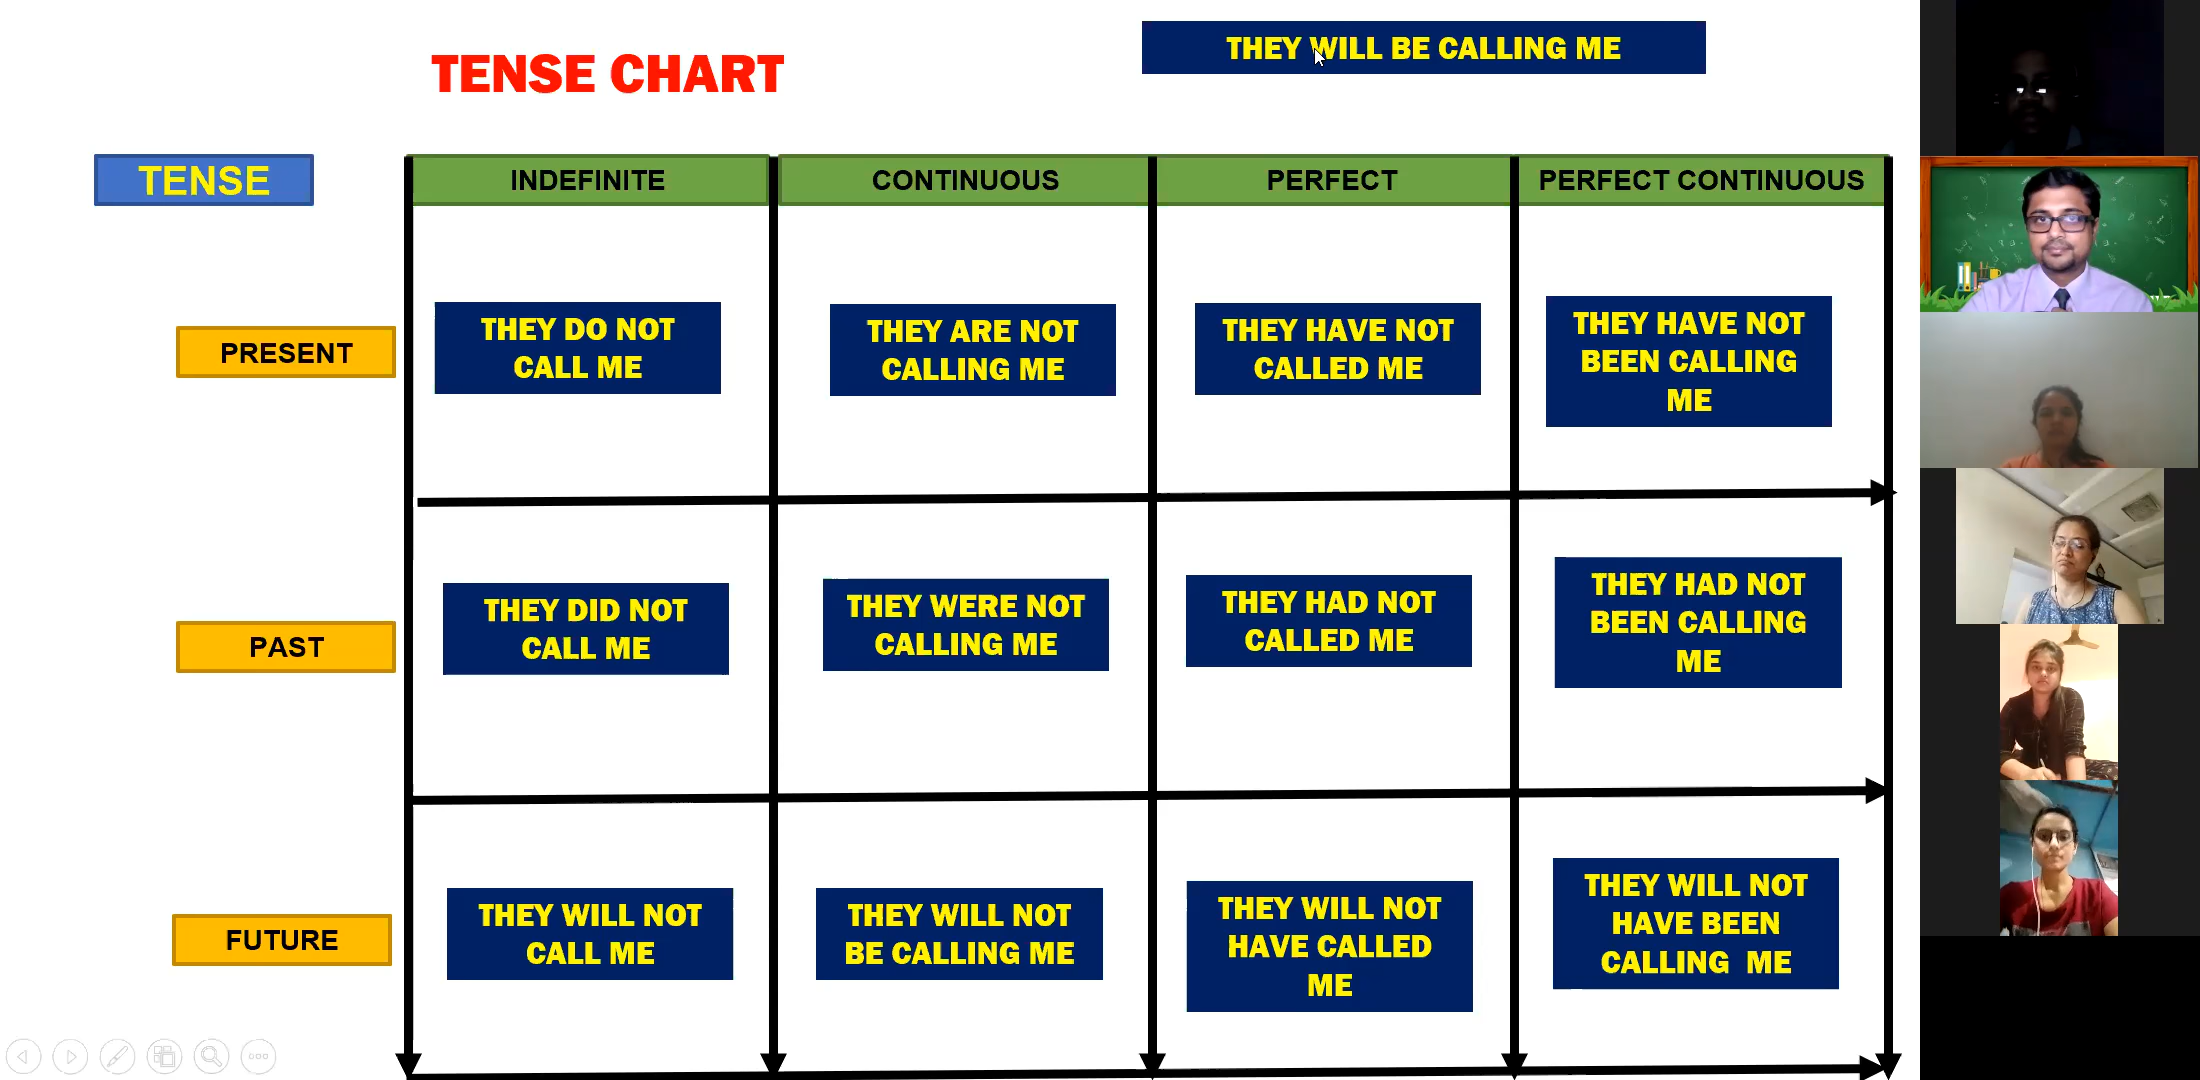 THEY WILL BE CALLING ME
TENSE CHART
TENSE
INDEFINITE
CONTINUOUS
PERFECT
PERFECT CONTINUOUS
PRESENT
THEY DO NOT
CALL ME
THEY ARE NOT
CALLING ME
THEY HAVE NOT
CALLED ME
THEY HAVE NOT
BEEN CALLING
ME
PAST
THEY DID NOT
CALL ME
THEY WERE NOT
CALLING ME
THEY HAD NOT
CALLED ME
THEY HAD NOT
BEEN CALLING
ME
FUTURE
THEY WILL NOT
CALL ME
THEY WILL NOT
BE CALLING ME
THEY WILL NOT
HAVE CALLED
ME
THEY WILL NOT
HAVE BEEN
CALLING ME